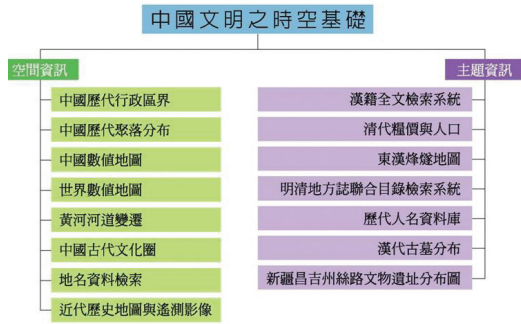 中國文明之時空基礎
空間資訊
中國歷代行政區界
中國歷代聚落分布
中國數值地圖
世界數值地圖
黃河河道變遷
中國古代文化圈
地名資料檢索
近代歷史地圖與遙測影像
主題資訊
漢籍全文檢索系統
清代糧價與人口
東漢烽燧地圖
明清地方誌聯合目錄檢索系統
歷代人名資料庫
漢代古墓分布
新疆昌吉州絲路文物遺址分布圖